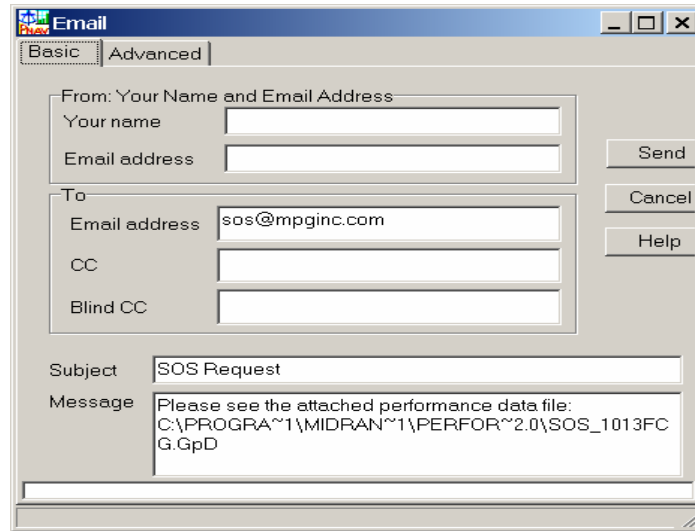 PNAV Email
Basic Advanced
From: Your Name and Email Address
Your name
Email address
Send
To
Email address sos@mpginc.com
Cancel
CC
Help
Blind CC
Subject SOS Request
Message Please see the attached performance data file:
C:\PROGRA~1\MIDRAN~1\PERFOR~2.0\SOS_1013FC
G.GpD